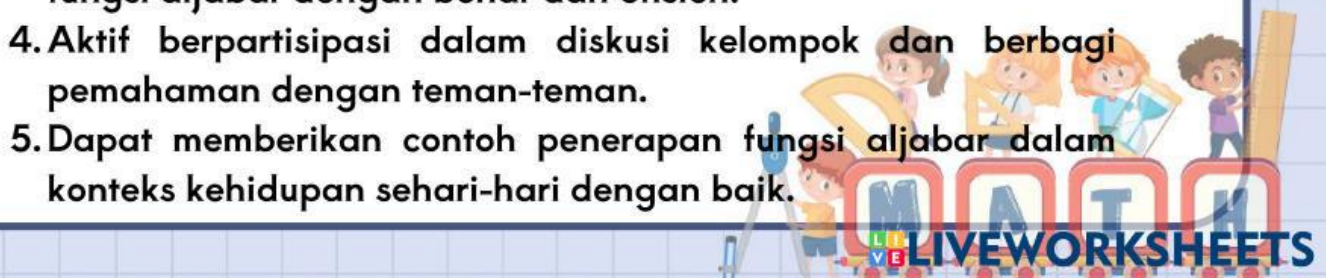 4. Aktif berpartisipasi dalam diskusi kelompok dan berbagi
pemahaman dengan teman-teman.
5. Dapat memberikan contoh penerapan fungsi aljabar dalam
konteks kehidupan sehari-hari dengan baik.
MATH
LIVE LIVEWORKSHEETS